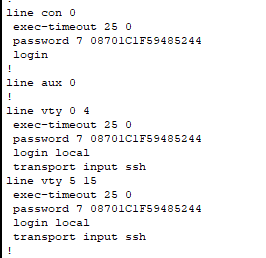 !
line con 0
 exec-timeout 25 0
 password 7 08701C1F59485244
 login
!
line aux 0
!
line vty 0 4
 exec-timeout 25 0
 password 7 08701C1F59485244
 login local
 transport input ssh
line vty 5 15
 exec-timeout 25 0
 password 7 08701C1F59485244
 login local
 transport input ssh
!